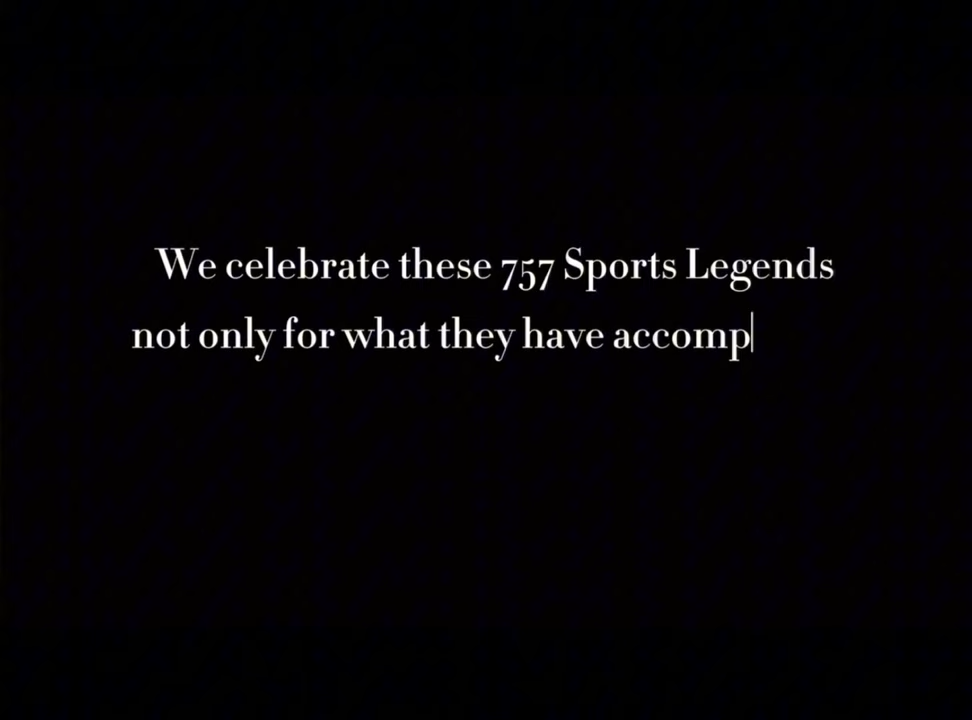 We celebrate these 757 Sports Legends
not only for what they have accomp